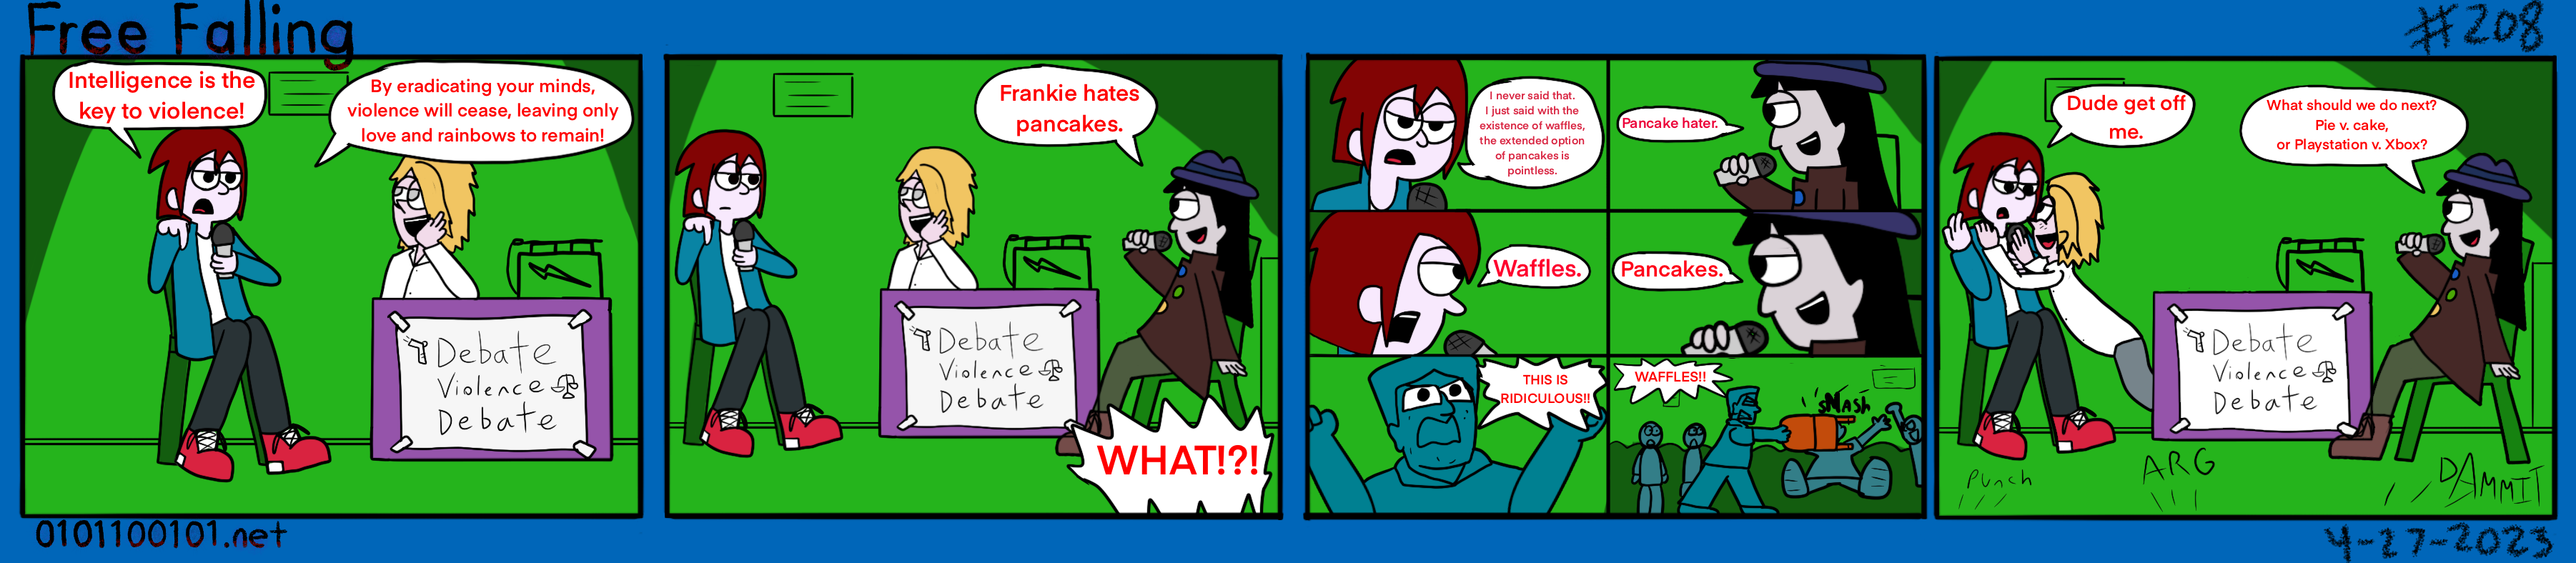 Free Falling
#208
Intelligence is the
key to violence!
By eradicating your minds,
violence will cease, leaving only
love and rainbows to remain!
Debate
Violence
Debate
Frankie hates
pancakes.
Debate
Violence
Debate
WHAT!?!
I never said that.
I just said with the
existence of waffles,
the extended option
of pancakes is
pointless.
Pancake hater.
Waffles.
Pancakes.
THIS IS
RIDICULOUS!!
WAFFLES!!
SMASH
Dude get off
me.
What should we do next?
Pie v. cake,
or Playstation v. Xbox?
Debate
Violence
Debate
Punch
ARG
DAMMIT
0101100101.net
4-27-2023